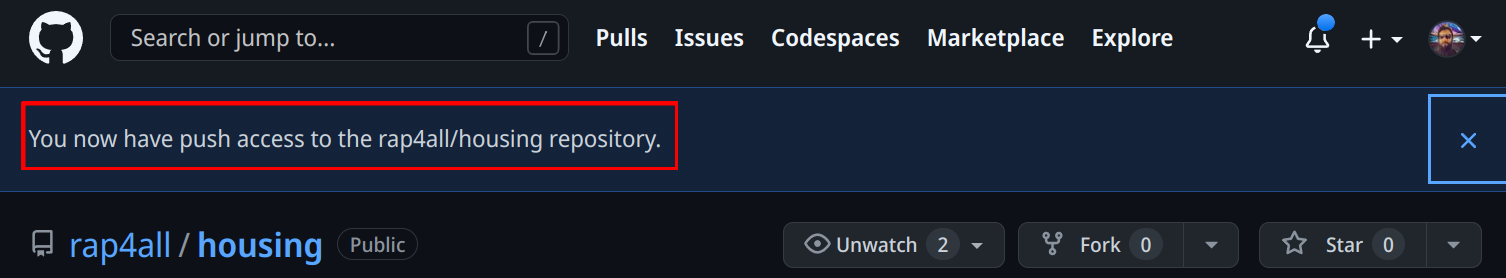 Search or jump to... / Pulls Issues Codespaces Marketplace Explore
You now have push access to the rap4all/housing repository.
rap4all / housing Public Unwatch 2 Fork 0 Star 0